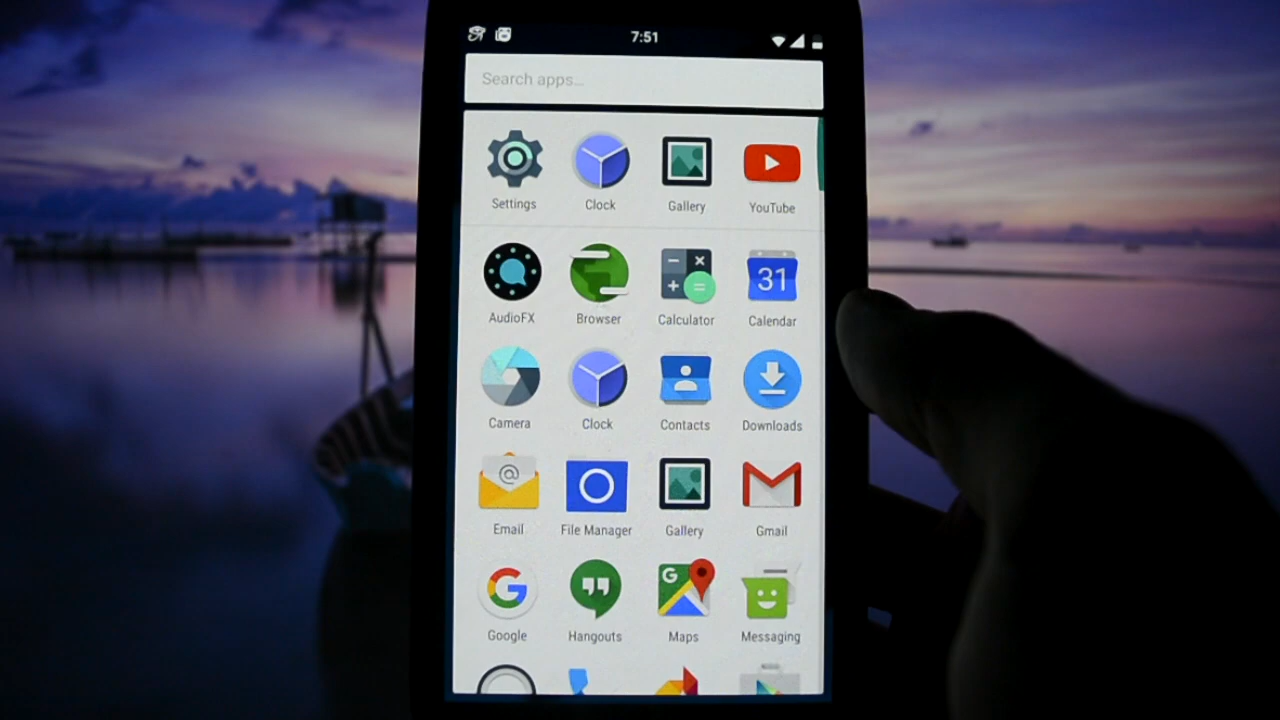 7:51
Search apps...
Settings Clock Gallery YouTube
31
AudioFX Browser Calculator Calendar
Camera Clock Contacts Downloads
@
Email File Manager Gallery Gmail
G G
Google Hangouts Maps Messaging